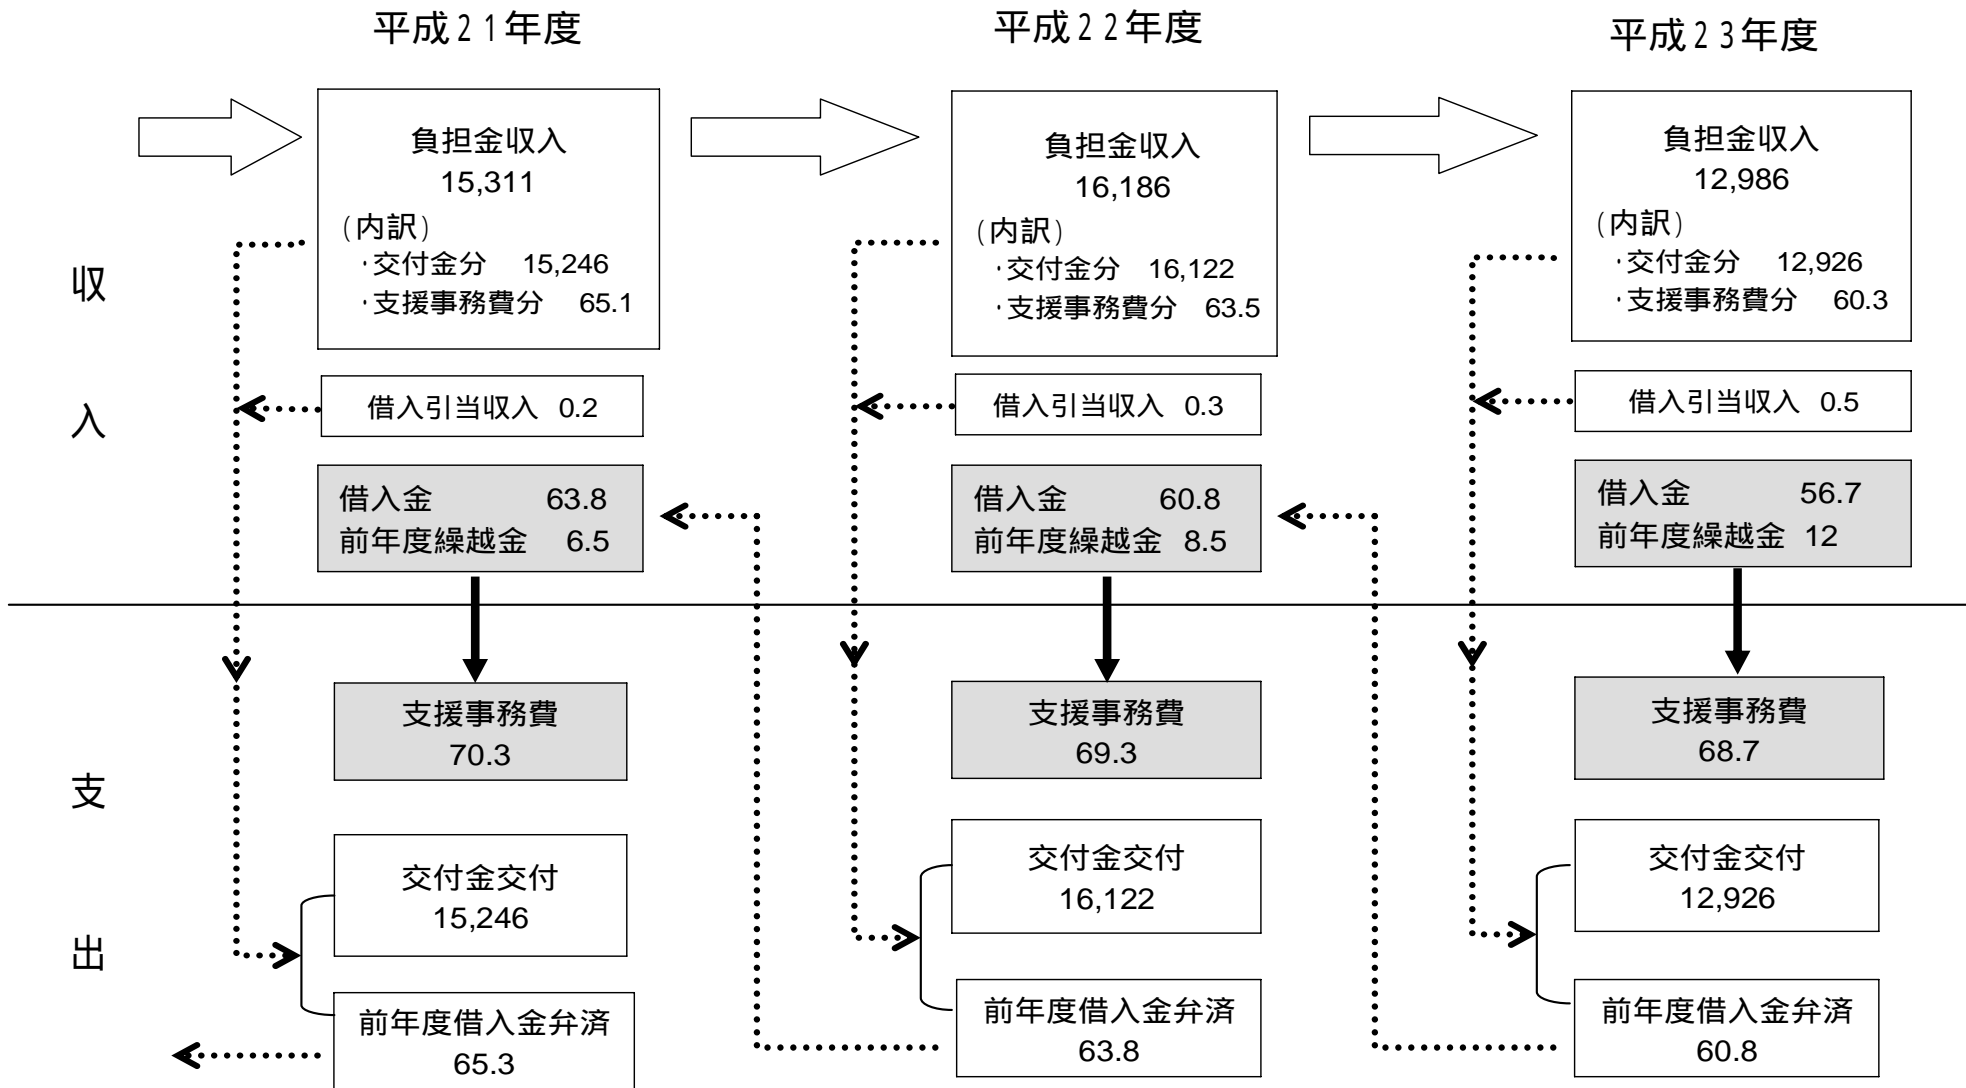 平成21年度
平成22年度
平成23年度
収
入
支
出
負担金収入
15,311
(内訳)
・交付金分 15,246
・支援事務費分 65.1
借入引当収入 0.2
借入金 63.8
前年度繰越金 6.5
支援事務費
70.3
交付金交付
15,246
前年度借入金弁済
65.3
負担金収入
16,186
(内訳)
・交付金分 16,122
・支援事務費分 63.5
借入引当収入 0.3
借入金 60.8
前年度繰越金 8.5
支援事務費
69.3
交付金交付
16,122
前年度借入金弁済
63.8
負担金収入
12,986
(内訳)
・交付金分 12,926
・支援事務費分 60.3
借入引当収入 0.5
借入金 56.7
前年度繰越金 12
支援事務費
68.7
交付金交付
12,926
前年度借入金弁済
60.8